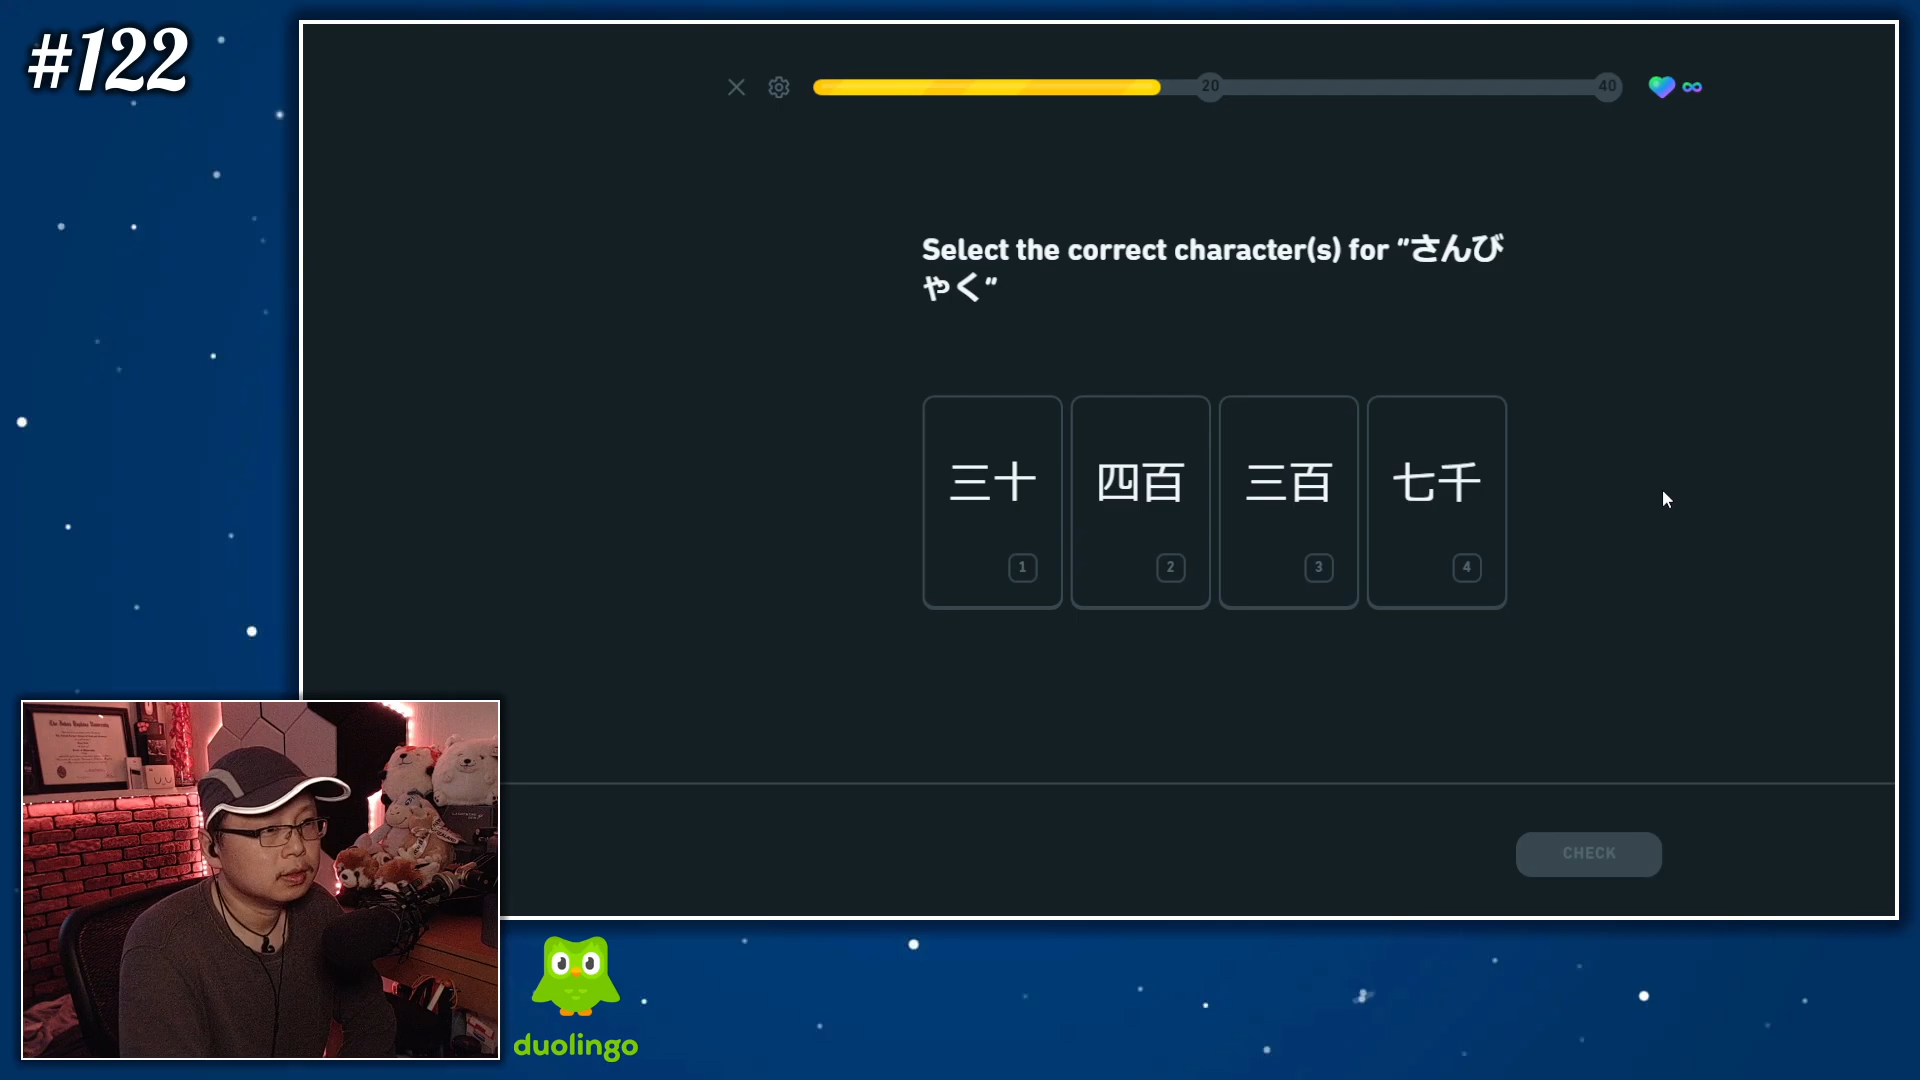 #122
20
40
Select the correct character(s) for "さんび
ゃく"
三十
四百
三百
七千
1
2
3
4
CHECK
duolingo